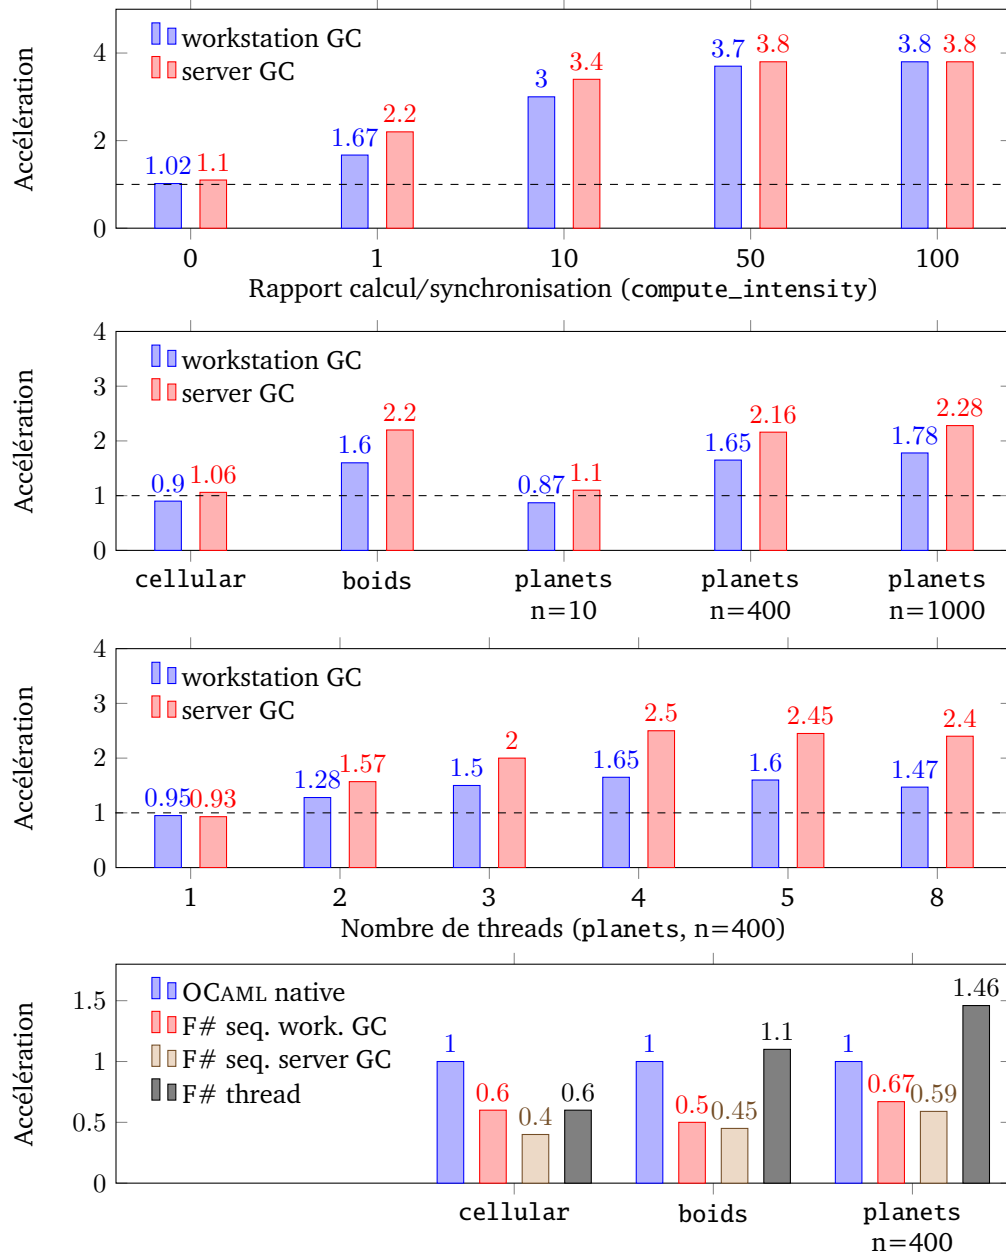 workstation GC
server GC
Accélération
4
2
0
1.02 1.1 1.67 2.2 3 3.4 3.7 3.8 3.8 3.8
0 1 10 50 100
Rapport calcul/synchronisation (compute_intensity)
workstation GC
server GC
Accélération
4
3
2
1
0
0.9 1.06 1.6 2.2 0.87 1.1 1.65 2.16 1.78 2.28
cellular boids planets planets planets
n=10 n=400 n=1000
workstation GC
server GC
Accélération
4
3
2
1
0
0.95 0.93 1.28 1.57 1.5 2 1.65 2.5 1.6 2.45 1.47 2.4
1 2 3 4 5 8
Nombre de threads (planets, n=400)
OCAML native
F# seq. work. GC
F# seq. server GC
F# thread
Accélération
1.5
1
0.5
0
1 0.6 0.4 0.6 1 0.5 0.45 1.1 1 0.67 0.59 1.46
cellular boids planets
n=400